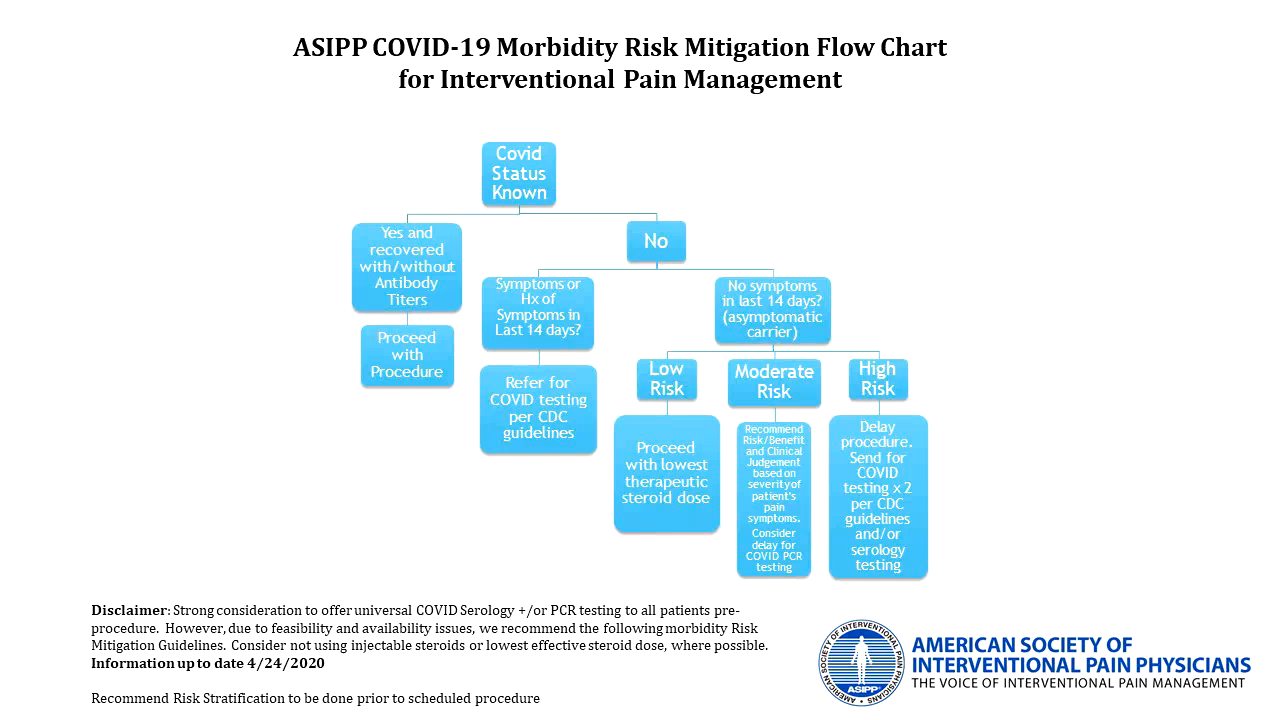 ASIPP COVID-19 Morbidity Risk Mitigation Flow Chart
for Interventional Pain Management
Covid
Status
Known
Yes and
recovered
with/without
Antibody
Titers
No
Proceed
with
Procedure
Symptoms or
Hx of
Symptoms in
Last 14 days?
No symptoms
in last 14 days?
(asymptomatic
carrier)
Refer for
COVID testing
per CDC
guidelines
Low
Risk
Moderate
Risk
High
Risk
Proceed
with lowest
therapeutic
steroid dose
Recommend
Risk/Benefit
and Clinical
Judgement
based on
severity of
patient's
pain
symptoms.
Consider
delay for
COVID PCR
testing
Delay
procedure.
Send for
COVID
testing x 2
per CDC
guidelines
and/or
serology
testing
Disclaimer: Strong consideration to offer universal COVID Serology +/or PCR testing to all patients pre-
procedure. However, due to feasibility and availability issues, we recommend the following morbidity Risk
Mitigation Guidelines. Consider not using injectable steroids or lowest effective steroid dose, where possible.
Information up to date 4/24/2020
Recommend Risk Stratification to be done prior to scheduled procedure
AMERICAN SOCIETY OF INTERVENTIONAL PAIN PHYSICIANS
ASIPP
AMERICAN SOCIETY OF
INTERVENTIONAL PAIN PHYSICIANS
THE VOICE OF INTERVENTIONAL PAIN MANAGEMENT